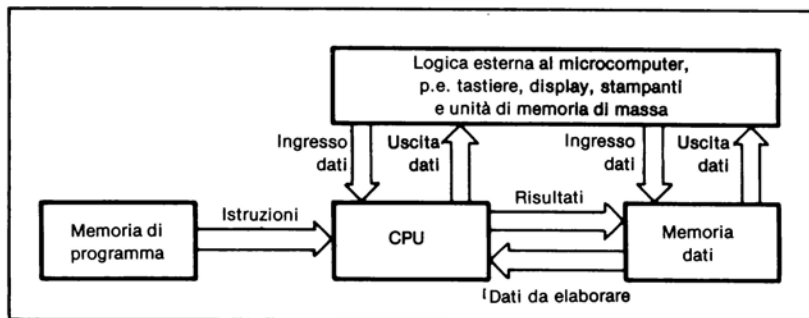 Logica esterna al microcomputer,
p.e. tastiere, display, stampanti
e unità di memoria di massa
Ingresso
dati
Uscita
dati
Ingresso
dati
Uscita
dati
Memoria di
programma
Istruzioni
CPU
Risultati
Memoria
dati
Dati da elaborare